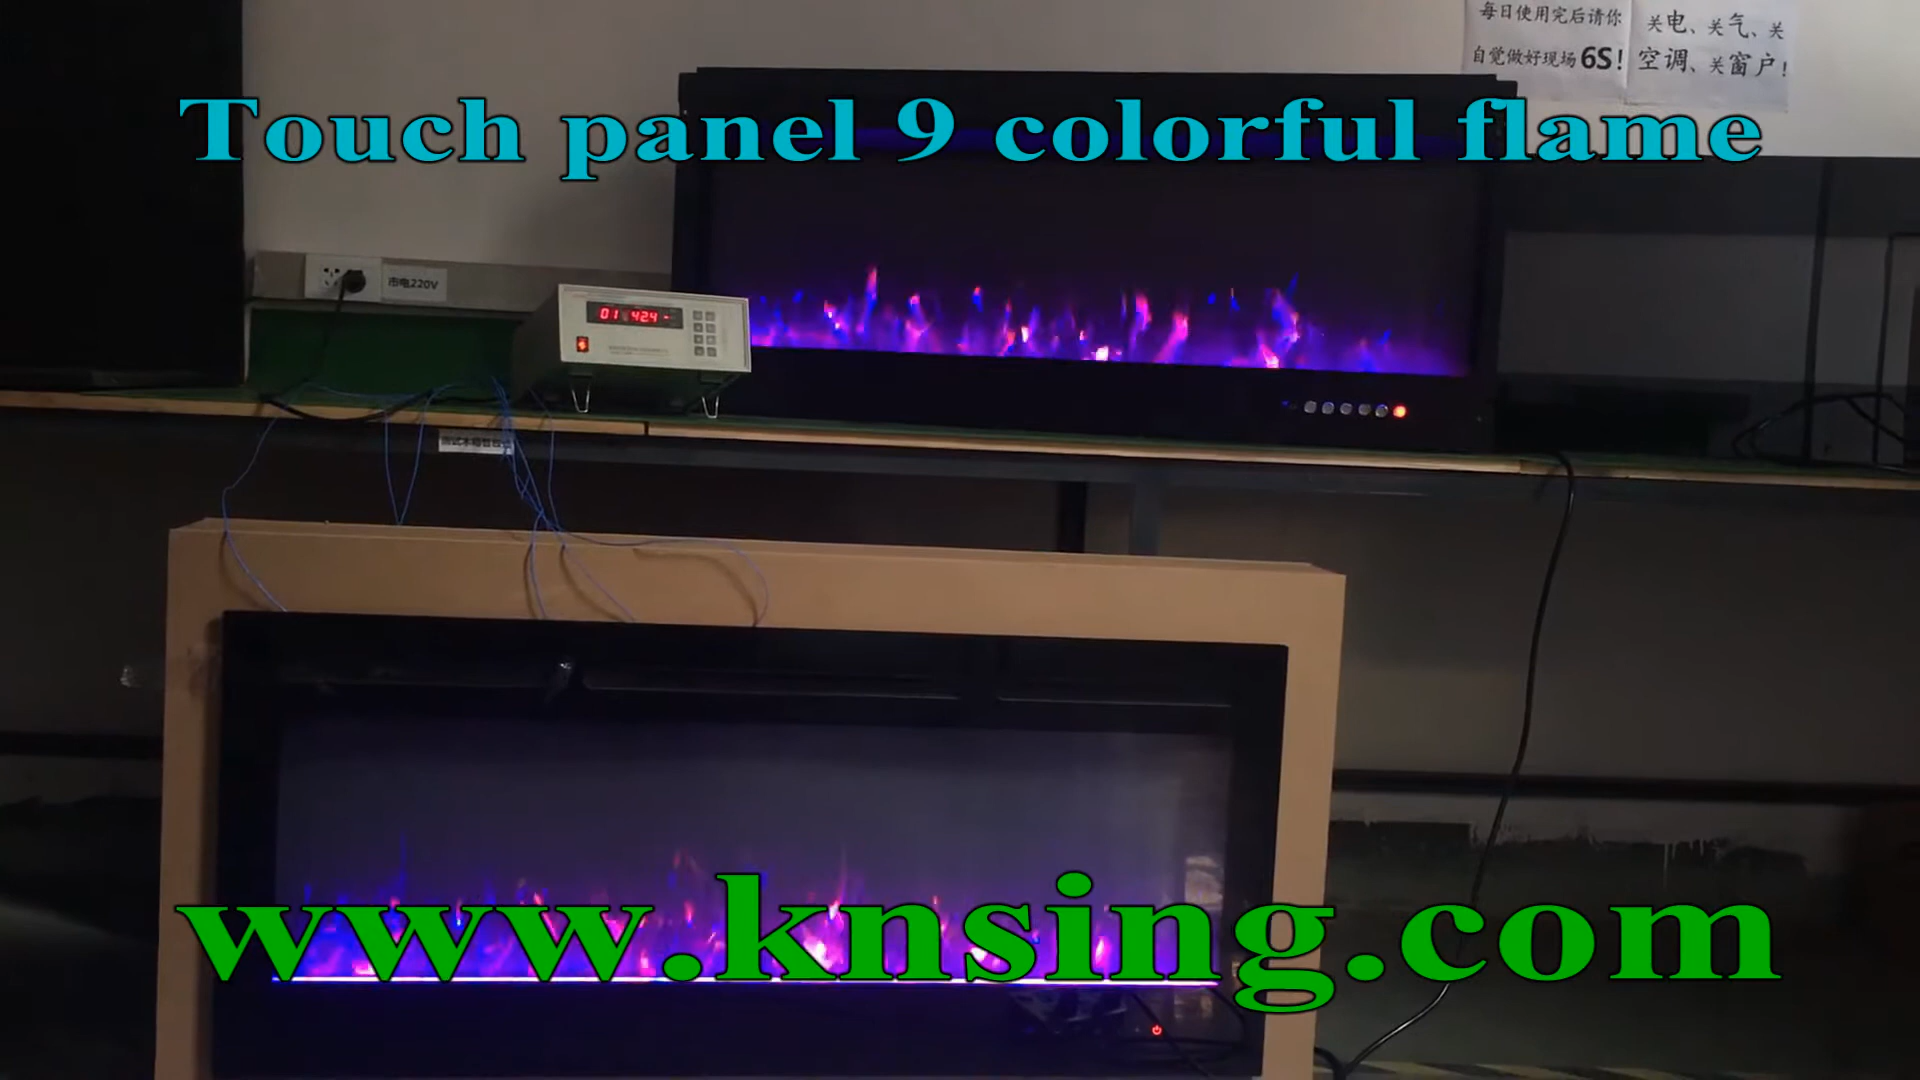 每日使用完后请你
自觉做好现场6S!
关电、关气、关
空调、关窗户!
Touch panel 9 colorful flame
市电220V
01 42.4
www.knsing.com